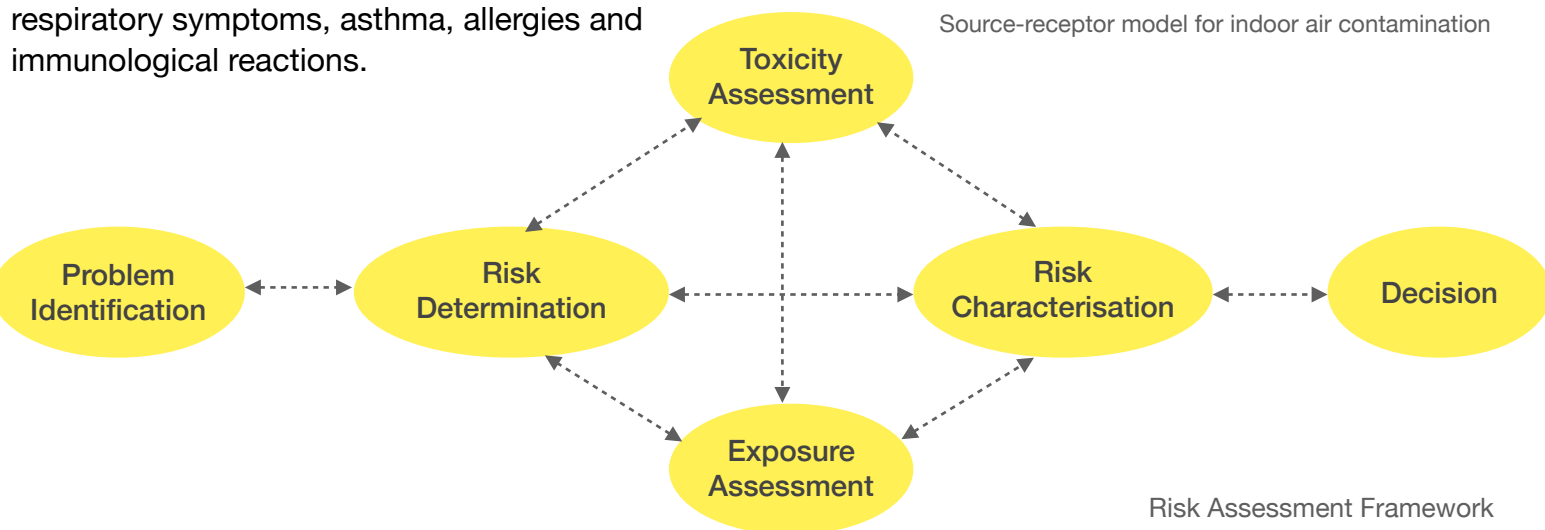 respiratory symptoms, asthma, allergies and
immunological reactions.
Source-receptor model for indoor air contamination
Toxicity
Assessment
Problem
Identification
Risk
Determination
Risk
Characterisation
Decision
Exposure
Assessment
Risk Assessment Framework